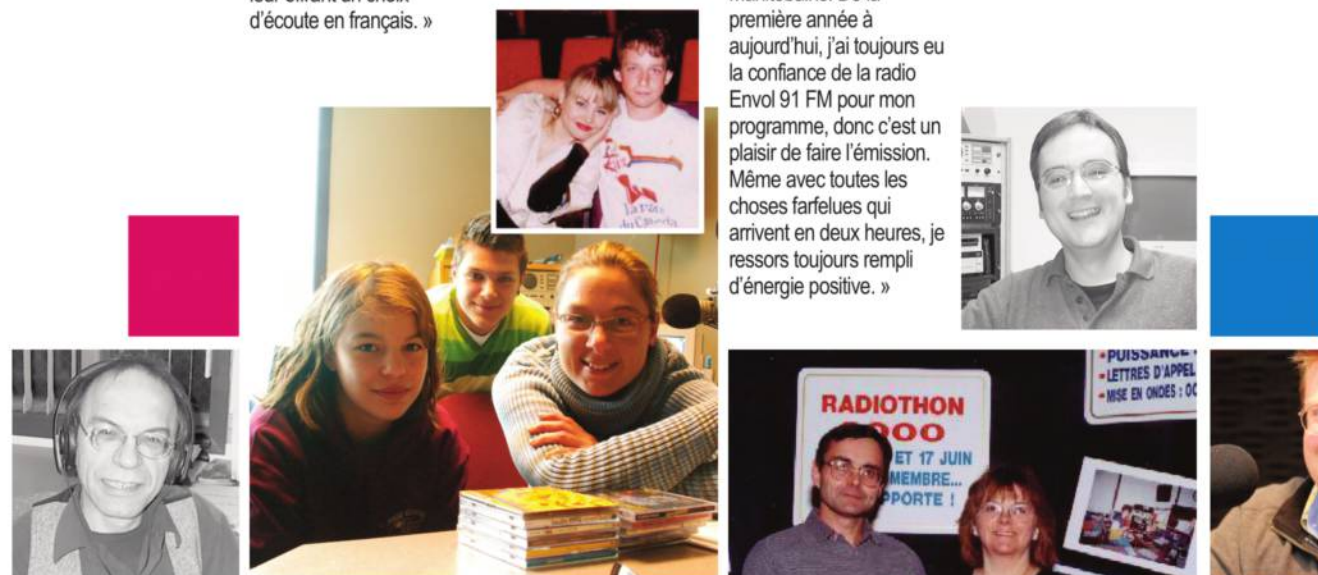 d'écoute en français. »
première année à
aujourd'hui, j'ai toujours eu
la confiance de la radio
Envol 91 FM pour mon
programme, donc c'est un
plaisir de faire l'émission.
Même avec toutes les
choses farfelues qui
arrivent en deux heures, je
ressors toujours rempli
d'énergie positive. »
RADIOTHON
OOO
ET 17 JUIN
MEMBRE...
PPORTE !
•PUISSANCE
•LETTRES D'APPEL
•MISE EN ONDES :